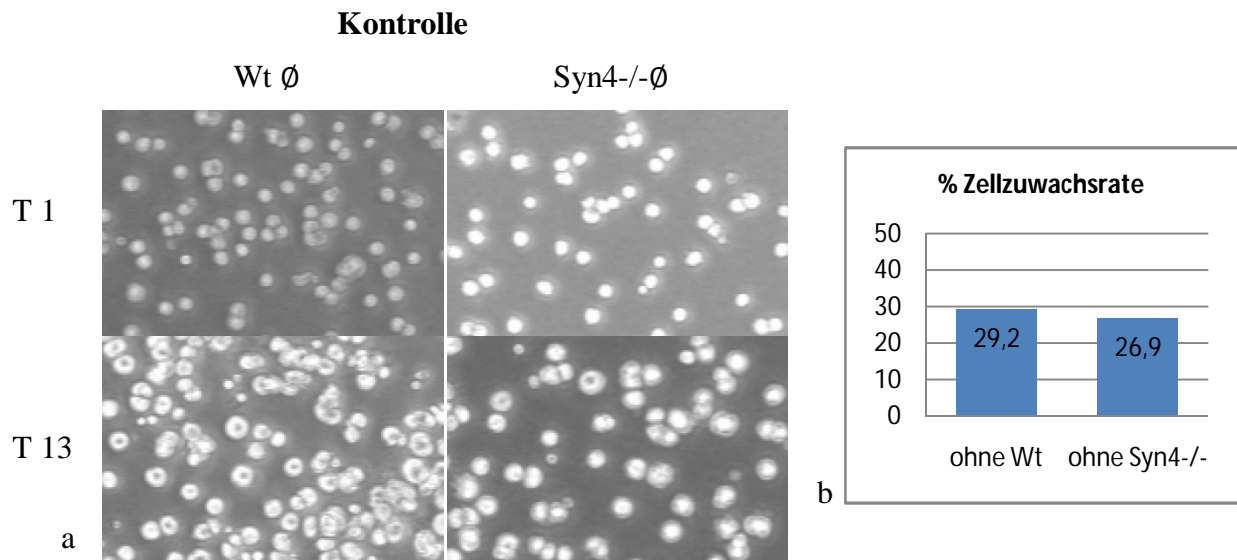 Kontrolle
Wt Ø
Syn4-/-Ø
T 1
T 13
a
% Zellzuwachsrate
50
40
30
20
10
0
29,2
26,9
ohne Wt
ohne Syn4-/-
b